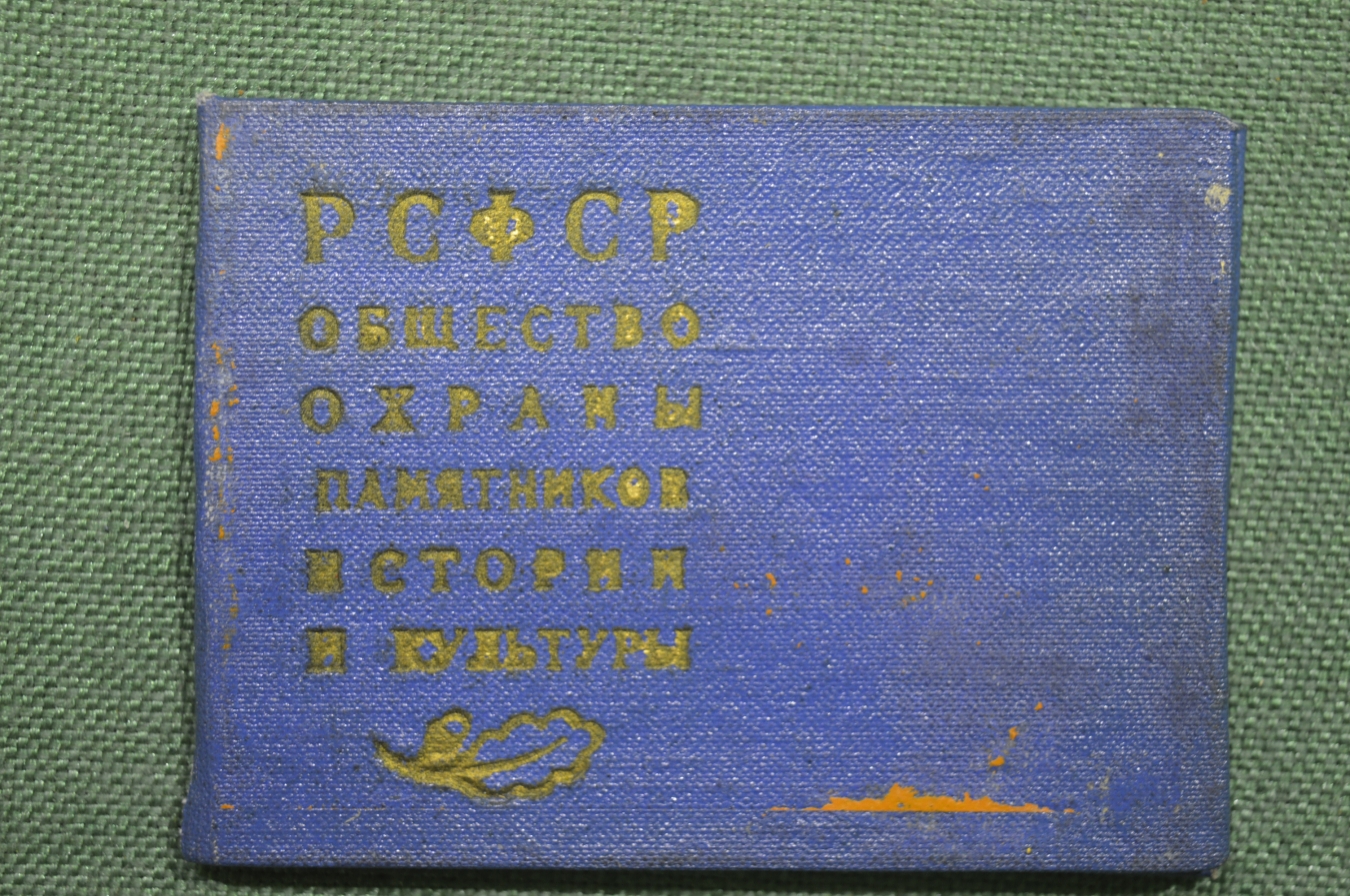 РСФСР
ОБЩЕСТВО
ОХРАНЫ
ПАМЯТНИКОВ
ИСТОРИИ
И КУЛЬТУРЫ